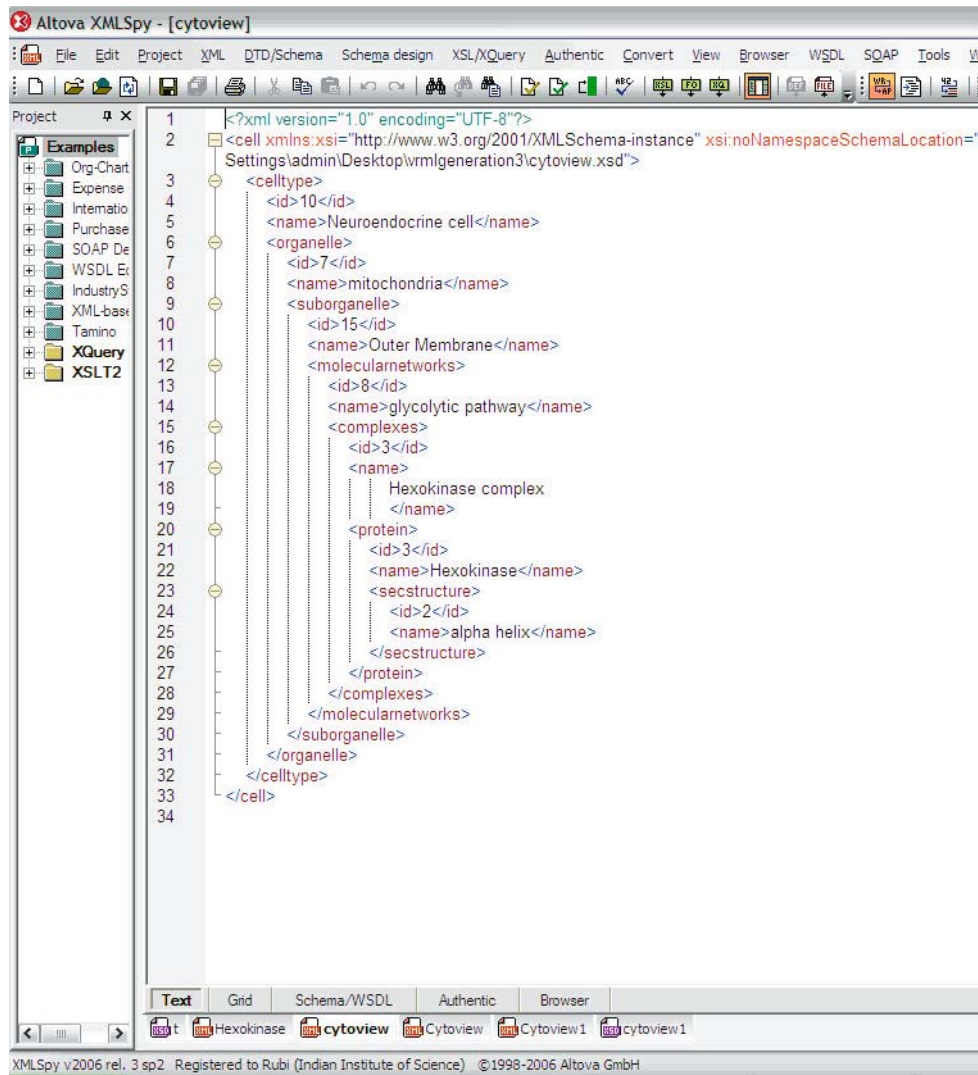 Altova XMLSpy - [cytoview]
File Edit Project XML DTD/Schema Schema design XSL/XQuery Authentic Convert View Browser WSDL SOAP Tools
Project
Examples
Org-Chart
Expense
Internatio
Purchase
SOAP De
WSDL Ec
IndustryS
XML-base
Tamino
XQuery
XSLT2
1 <?xml version="1.0" encoding="UTF-8"?>
2 <cell xmlns:xsi="http://www.w3.org/2001/XMLSchema-instance" xsi:noNamespaceSchemaLocation="
Settings\admin\Desktop\vrmlgeneration3\cytoview.xsd">
3 <celltype>
4 <id>10</id>
5 <name>Neuroendocrine cell</name>
6 <organelle>
7 <id>7</id>
8 <name>mitochondria</name>
9 <suborganelle>
10 <id>15</id>
11 <name>Outer Membrane</name>
12 <molecularnetworks>
13 <id>8</id>
14 <name>glycolytic pathway</name>
15 <complexes>
16 <id>3</id>
17 <name>
18 Hexokinase complex
19 </name>
20 <protein>
21 <id>3</id>
22 <name>Hexokinase</name>
23 <secstructure>
24 <id>2</id>
25 <name>alpha helix</name>
26 </secstructure>
27 </protein>
28 </complexes>
29 </molecularnetworks>
30 </suborganelle>
31 </organelle>
32 </celltype>
33 </cell>
34
Text Grid Schema/WSDL Authentic Browser
t Hexokinase cytoview Cytoview Cytoview1 cytoview1
XMLSpy v2006 rel. 3 sp2 Registered to Rubi (Indian Institute of Science) ©1998-2006 Altova GmbH